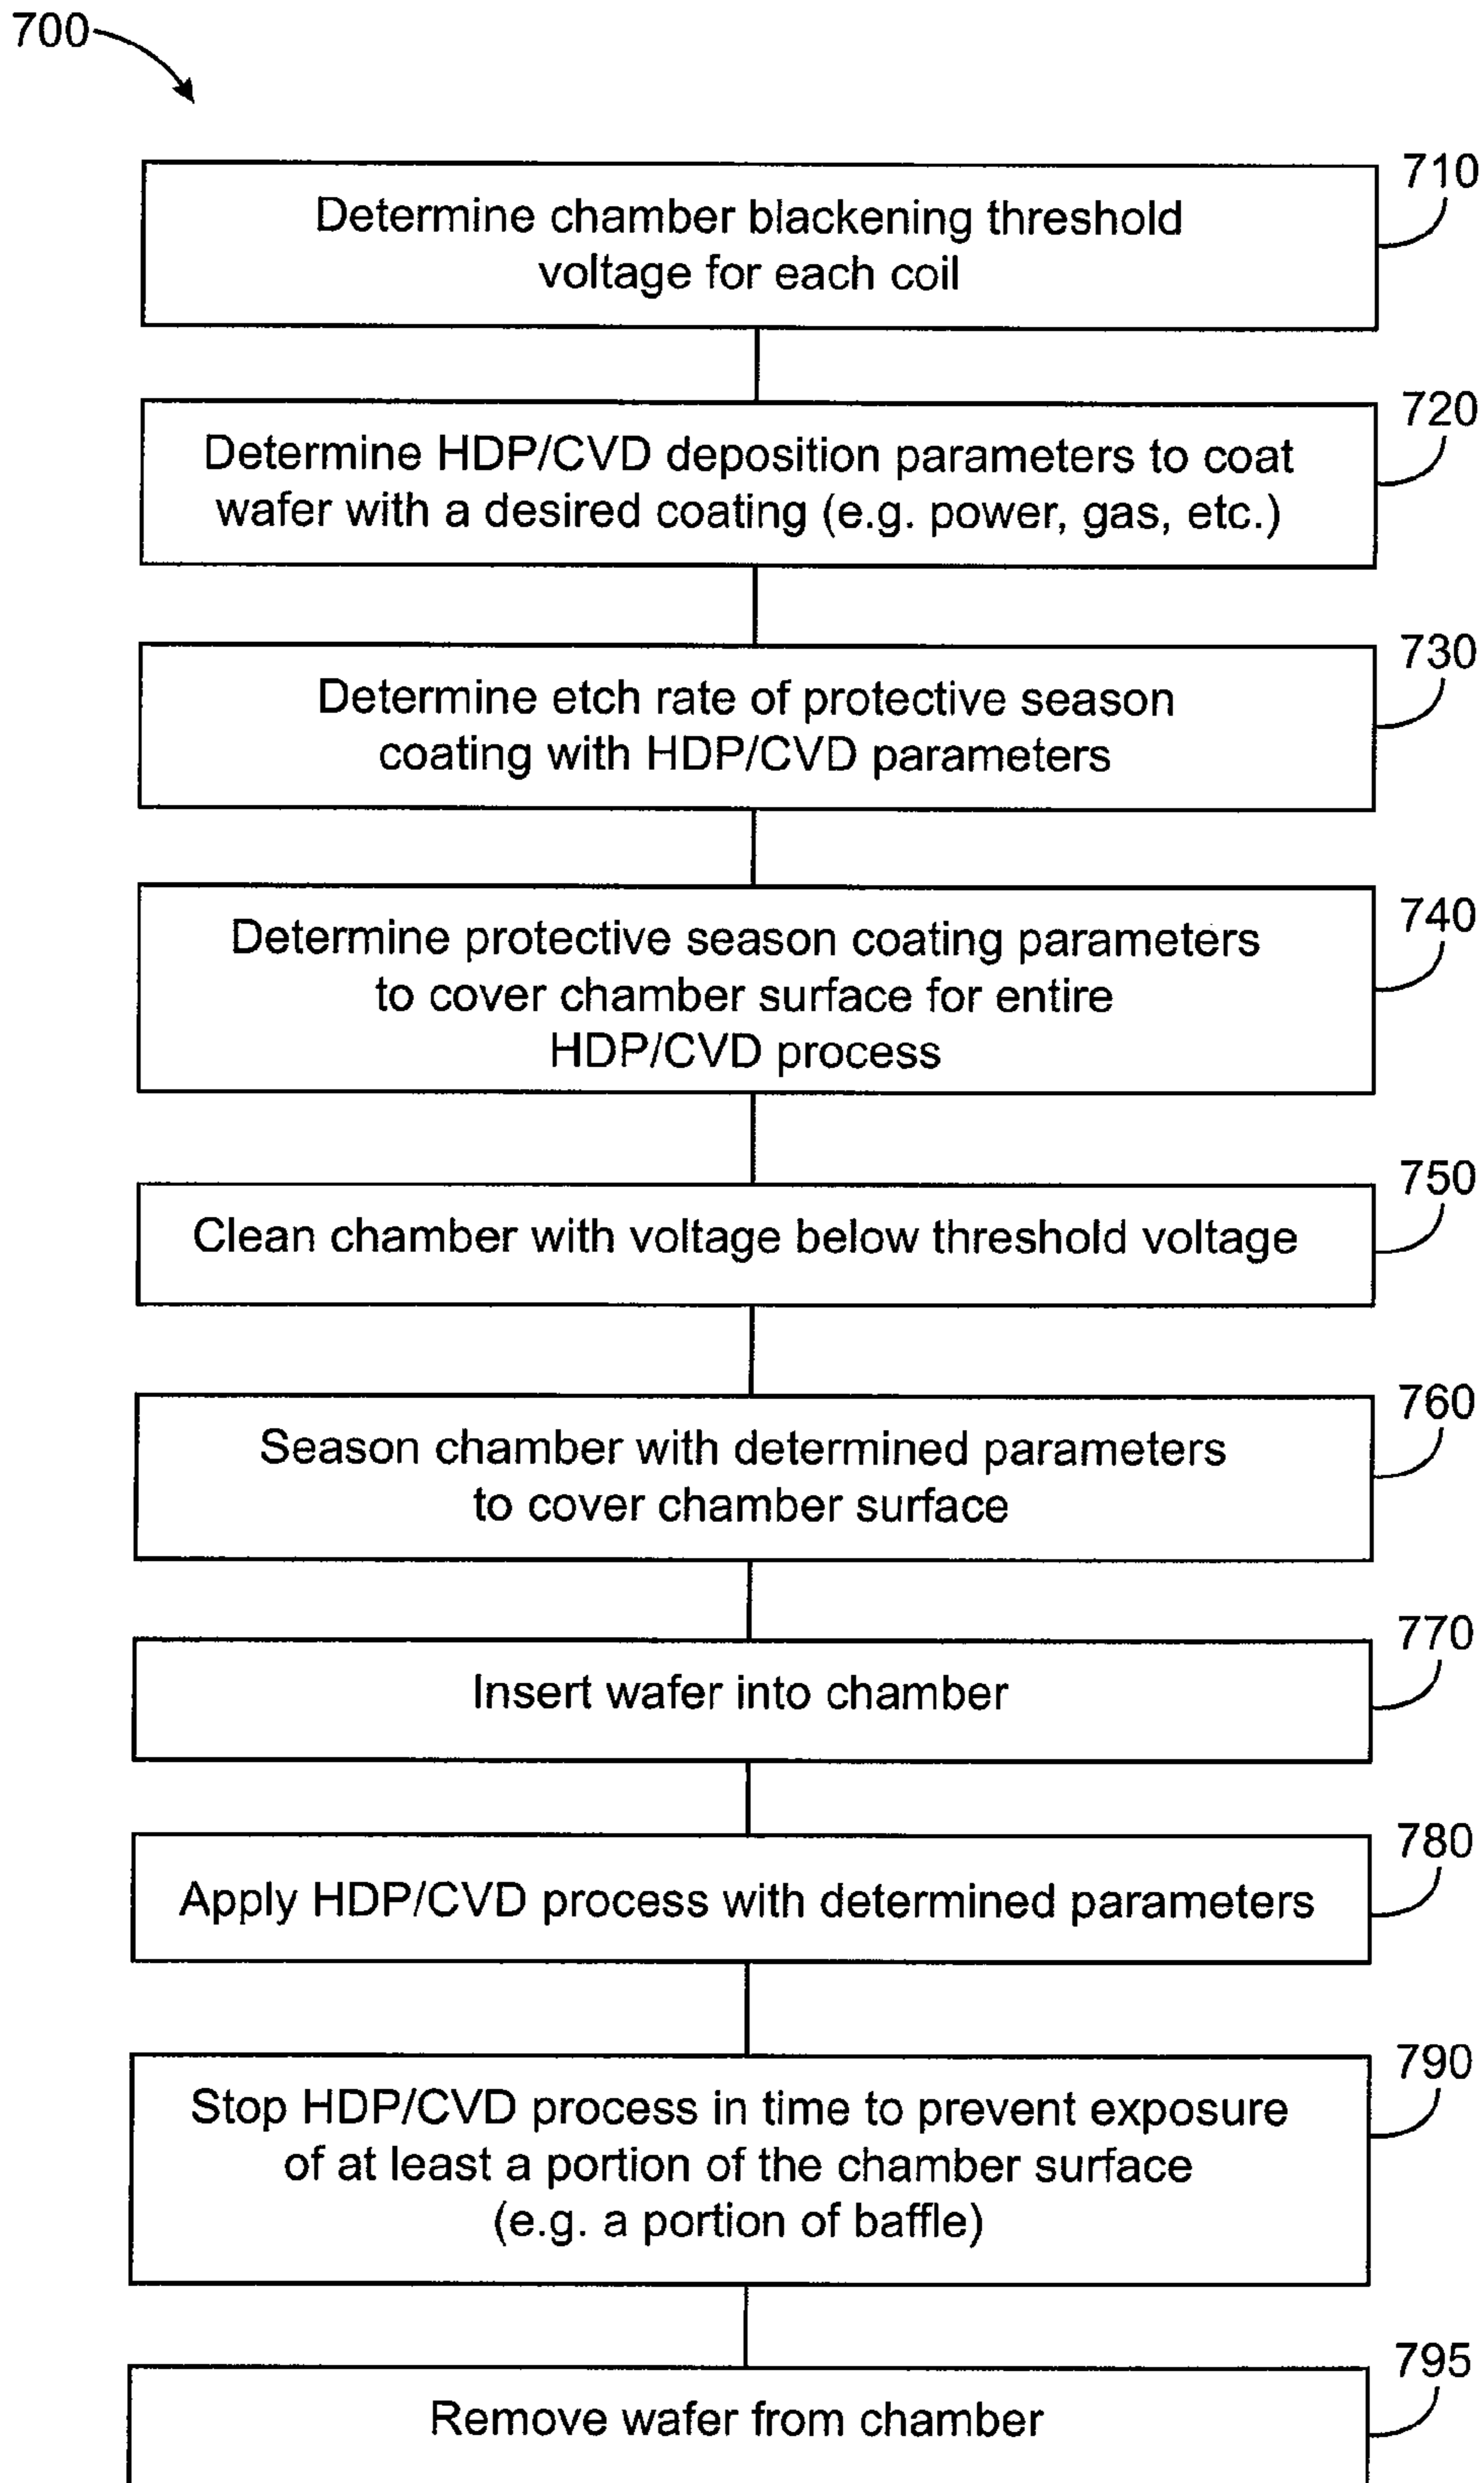 700
710
Determine chamber blackening threshold
voltage for each coil
720
Determine HDP/CVD deposition parameters to coat
wafer with a desired coating (e.g. power, gas, etc.)
730
Determine etch rate of protective season
coating with HDP/CVD parameters
740
Determine protective season coating parameters
to cover chamber surface for entire
HDP/CVD process
750
Clean chamber with voltage below threshold voltage
760
Season chamber with determined parameters
to cover chamber surface
770
Insert wafer into chamber
780
Apply HDP/CVD process with determined parameters
790
Stop HDP/CVD process in time to prevent exposure
of at least a portion of the chamber surface
(e.g. a portion of baffle)
795
Remove wafer from chamber